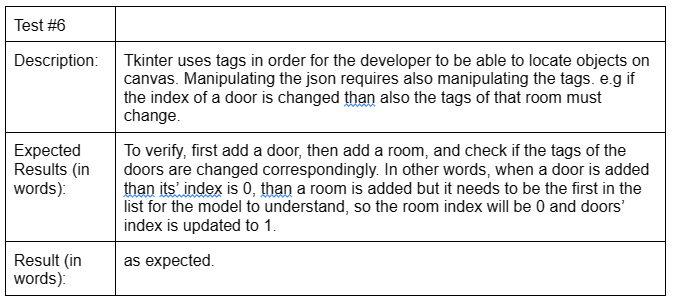 Test #6
Description:
Tkinter uses tags in order for the developer to be able to locate objects on
canvas. Manipulating the json requires also manipulating the tags. e.g if
the index of a door is changed than also the tags of that room must
change.
Expected
Results (in
words):
To verify, first add a door, then add a room, and check if the tags of the
doors are changed correspondingly. In other words, when a door is added
than its' index is 0, than a room is added but it needs to be the first in the
list for the model to understand, so the room index will be 0 and doors'
index is updated to 1.
Result (in
words):
as expected.